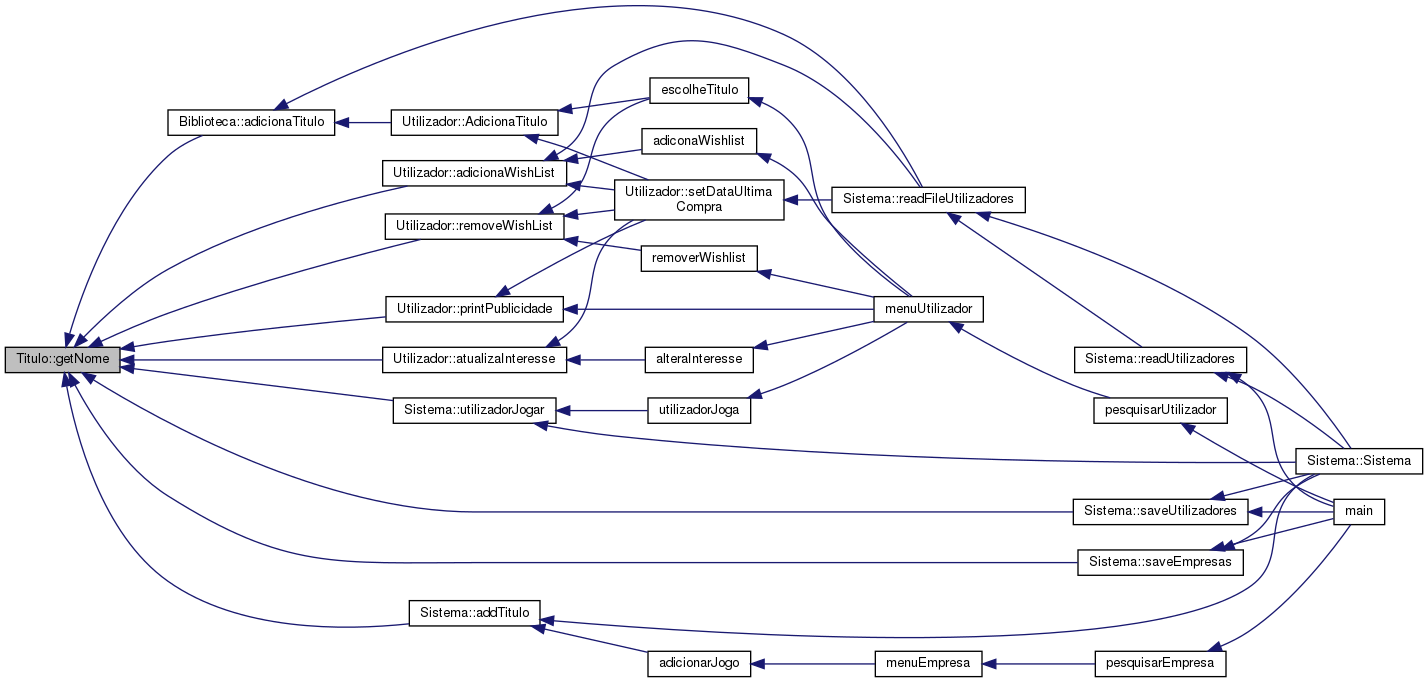 escolheTitulo
Biblioteca::adicionaTitulo
Utilizador::AdicionaTitulo
adiconaWishlist
Utilizador::adicionaWishList
Utilizador::setDataUltima
Compra
Sistema::readFileUtilizadores
Utilizador::removeWishList
removerWishlist
Utilizador::printPublicidade
menuUtilizador
Titulo::getNome
Utilizador::atualizaInteresse
alteraInteresse
Sistema::readUtilizadores
Sistema::utilizadorJogar
utilizadorJoga
pesquisarUtilizador
Sistema::Sistema
Sistema::saveUtilizadores
main
Sistema::saveEmpresas
Sistema::addTitulo
adicionarJogo
menuEmpresa
pesquisarEmpresa